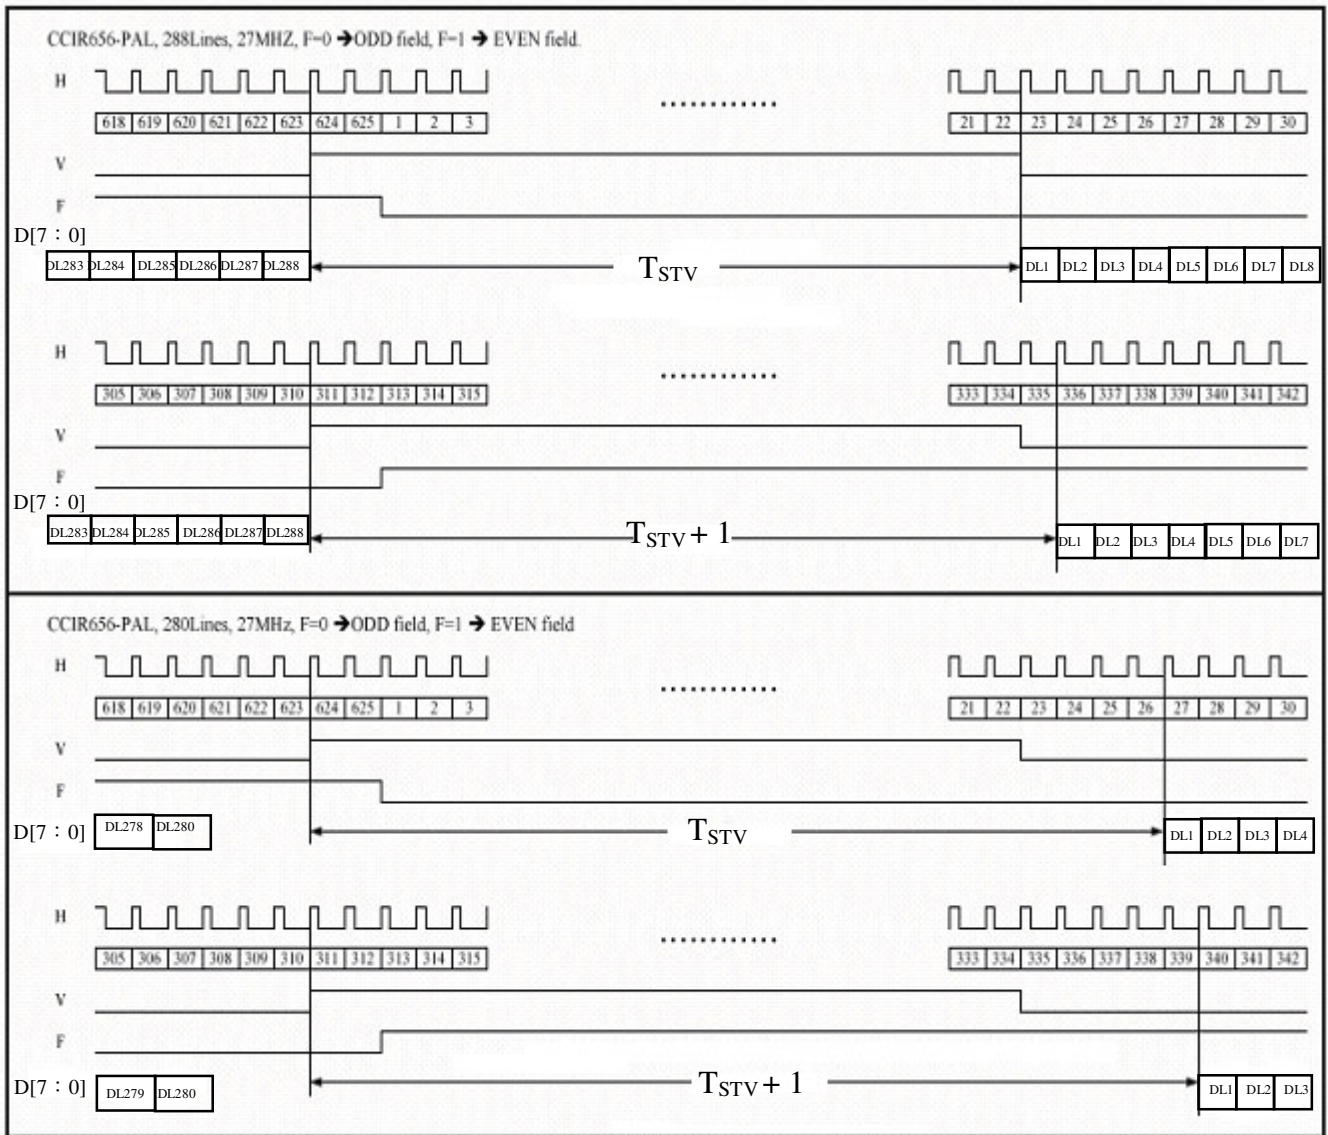 CCIR656-PAL, 288Lines, 27MHZ, F=0 ➔ODD field, F=1 ➔ EVEN field.
H
618 619 620 621 622 623 624 625 1 2 3 ............ 21 22 23 24 25 26 27 28 29 30
V
F
D[7：0]
DL283 DL284 DL285 DL286 DL287 DL288 TSTV DL1 DL2 DL3 DL4 DL5 DL6 DL7 DL8
H
305 306 307 308 309 310 311 312 313 314 315 ............ 333 334 335 336 337 338 339 340 341 342
V
F
D[7：0]
DL283 DL284 DL285 DL286 DL287 DL288 TSTV + 1 DL1 DL2 DL3 DL4 DL5 DL6 DL7
CCIR656-PAL, 280Lines, 27MHz, F=0 ➔ODD field, F=1 ➔ EVEN field
H
618 619 620 621 622 623 624 625 1 2 3 ............ 21 22 23 24 25 26 27 28 29 30
V
F
D[7：0] DL278 DL280 TSTV DL1 DL2 DL3 DL4
H
305 306 307 308 309 310 311 312 313 314 315 ............ 333 334 335 336 337 338 339 340 341 342
V
F
D[7：0] DL279 DL280 TSTV + 1 DL1 DL2 DL3